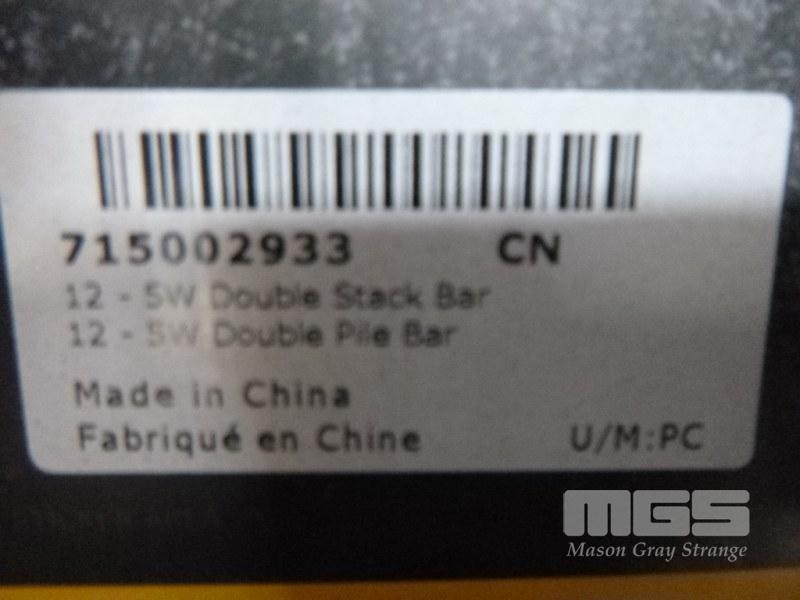 715002933 CN
12 - 5W Double Stack Bar
12 - 5W Double Pile Bar
Made in China
Fabriqué en Chine U/M:PC
MGS
Mason Gray Strange